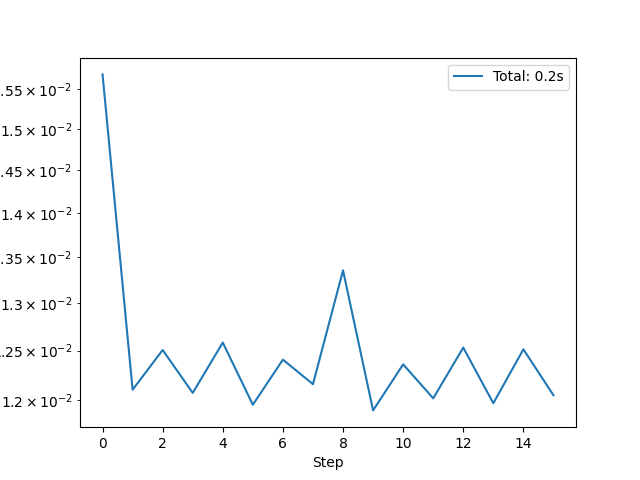 Total: 0.2s
.55 × 10⁻²
1.5 × 10⁻²
.45 × 10⁻²
1.4 × 10⁻²
.35 × 10⁻²
1.3 × 10⁻²
.25 × 10⁻²
1.2 × 10⁻²
0 2 4 6 8 10 12 14
Step